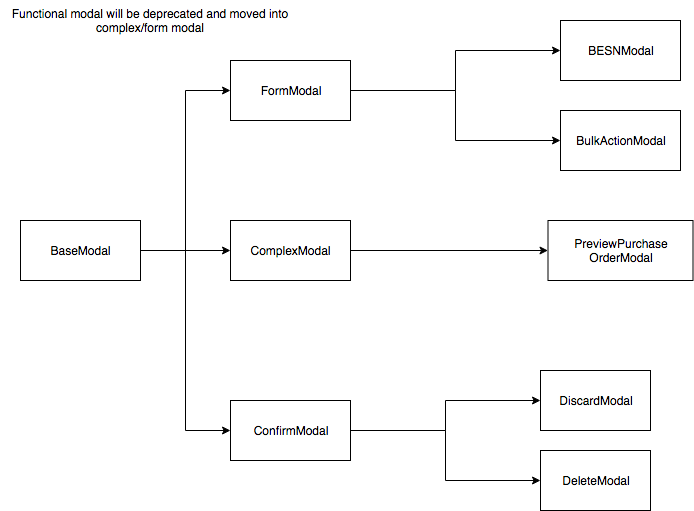 Functional modal will be deprecated and moved into
complex/form modal
BESNModal
FormModal
BulkActionModal
BaseModal
ComplexModal
PreviewPurchase
OrderModal
DiscardModal
ConfirmModal
DeleteModal